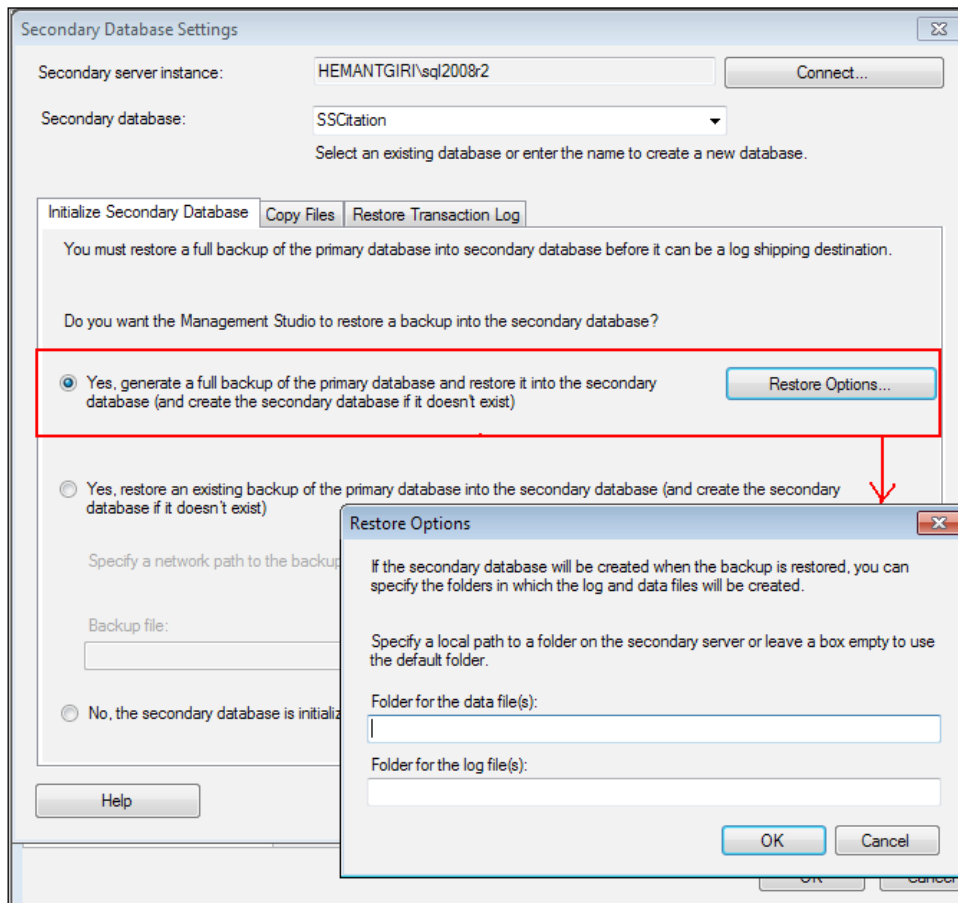 Secondary Database Settings
Secondary server instance:
HEMANTGIRI\sql2008r2
Connect...
Secondary database:
SSCitation
Select an existing database or enter the name to create a new database.
Initialize Secondary Database
Copy Files
Restore Transaction Log
You must restore a full backup of the primary database into secondary database before it can be a log shipping destination.
Do you want the Management Studio to restore a backup into the secondary database?
Yes, generate a full backup of the primary database and restore it into the secondary
database (and create the secondary database if it doesn't exist)
Restore Options...
Yes, restore an existing backup of the primary database into the secondary database (and create the secondary
database if it doesn't exist)
Specify a network path to the backup
Backup file:
No, the secondary database is initializ
Help
Restore Options
If the secondary database will be created when the backup is restored, you can
specify the folders in which the log and data files will be created.
Specify a local path to a folder on the secondary server or leave a box empty to use
the default folder.
Folder for the data file(s):
Folder for the log file(s):
OK
Cancel